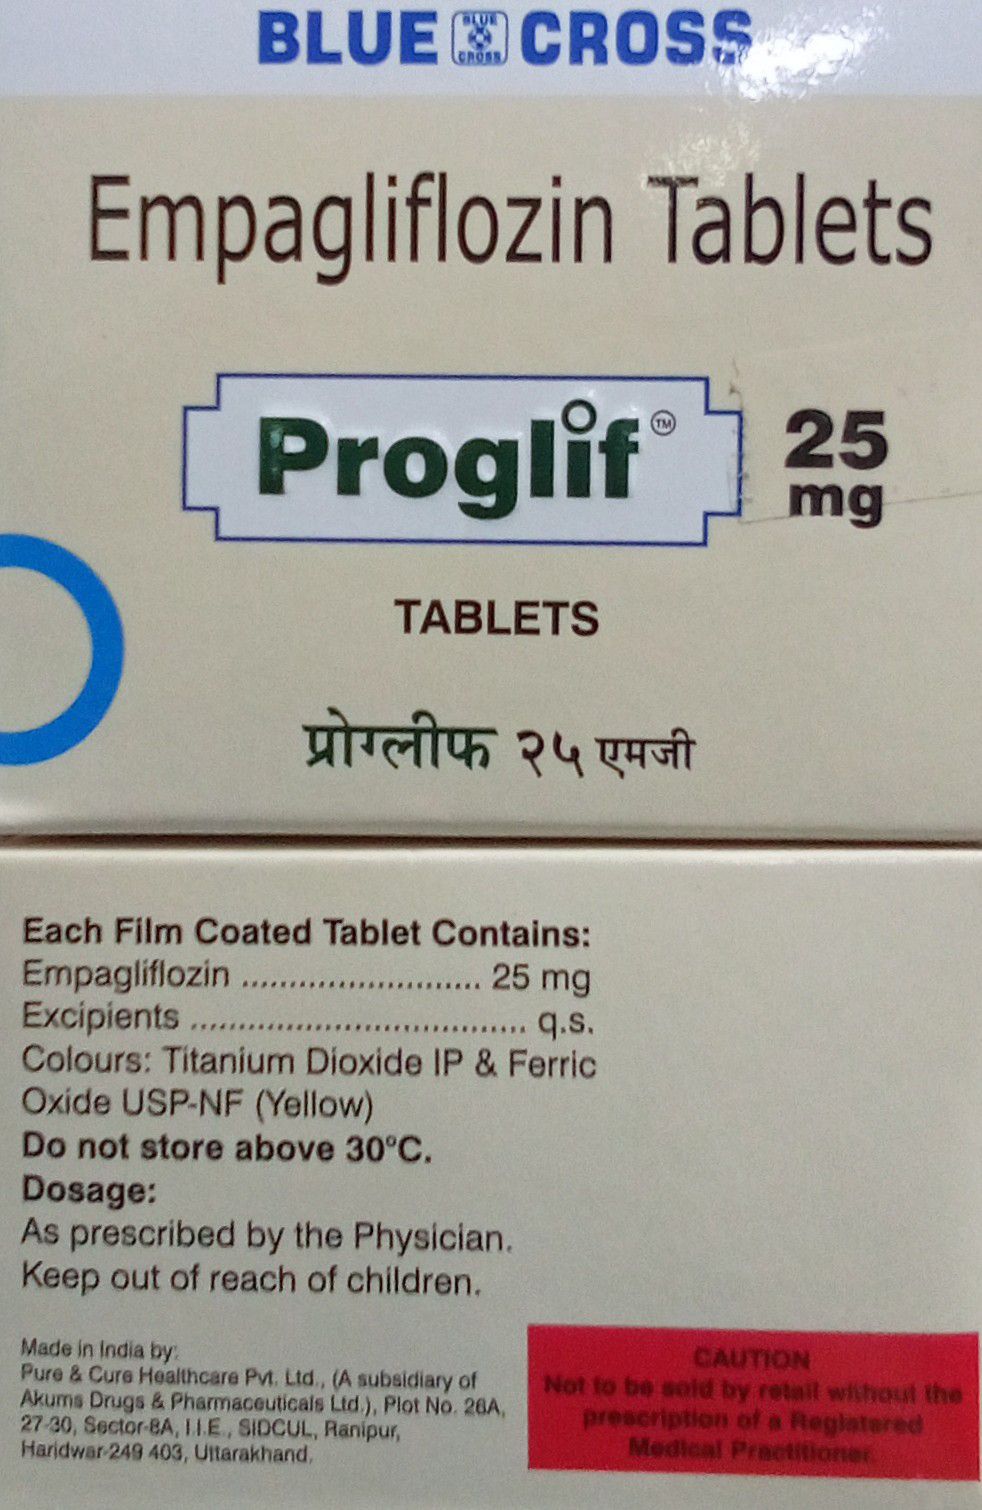 BLUE BLUE CROSS CROSS
Empagliflozin Tablets
Proglif™ 25 mg
TABLETS
प्रोग्लीफ २५ एमजी
Each Film Coated Tablet Contains:
Empagliflozin ......................... 25 mg
Excipients ................................... q.s.
Colours: Titanium Dioxide IP & Ferric
Oxide USP-NF (Yellow)
Do not store above 30°C.
Dosage:
As prescribed by the Physician.
Keep out of reach of children.
Made in India by:
Pure & Cure Healthcare Pvt. Ltd., (A subsidiary of
Akums Drugs & Pharmaceuticals Ltd.), Plot No. 26A,
27-30, Sector-8A, I.I.E., SIDCUL, Ranipur,
Haridwar-249 403, Uttarakhand.
CAUTION
Not to be sold by retail without the
prescription of a Registered
Medical Practitioner.